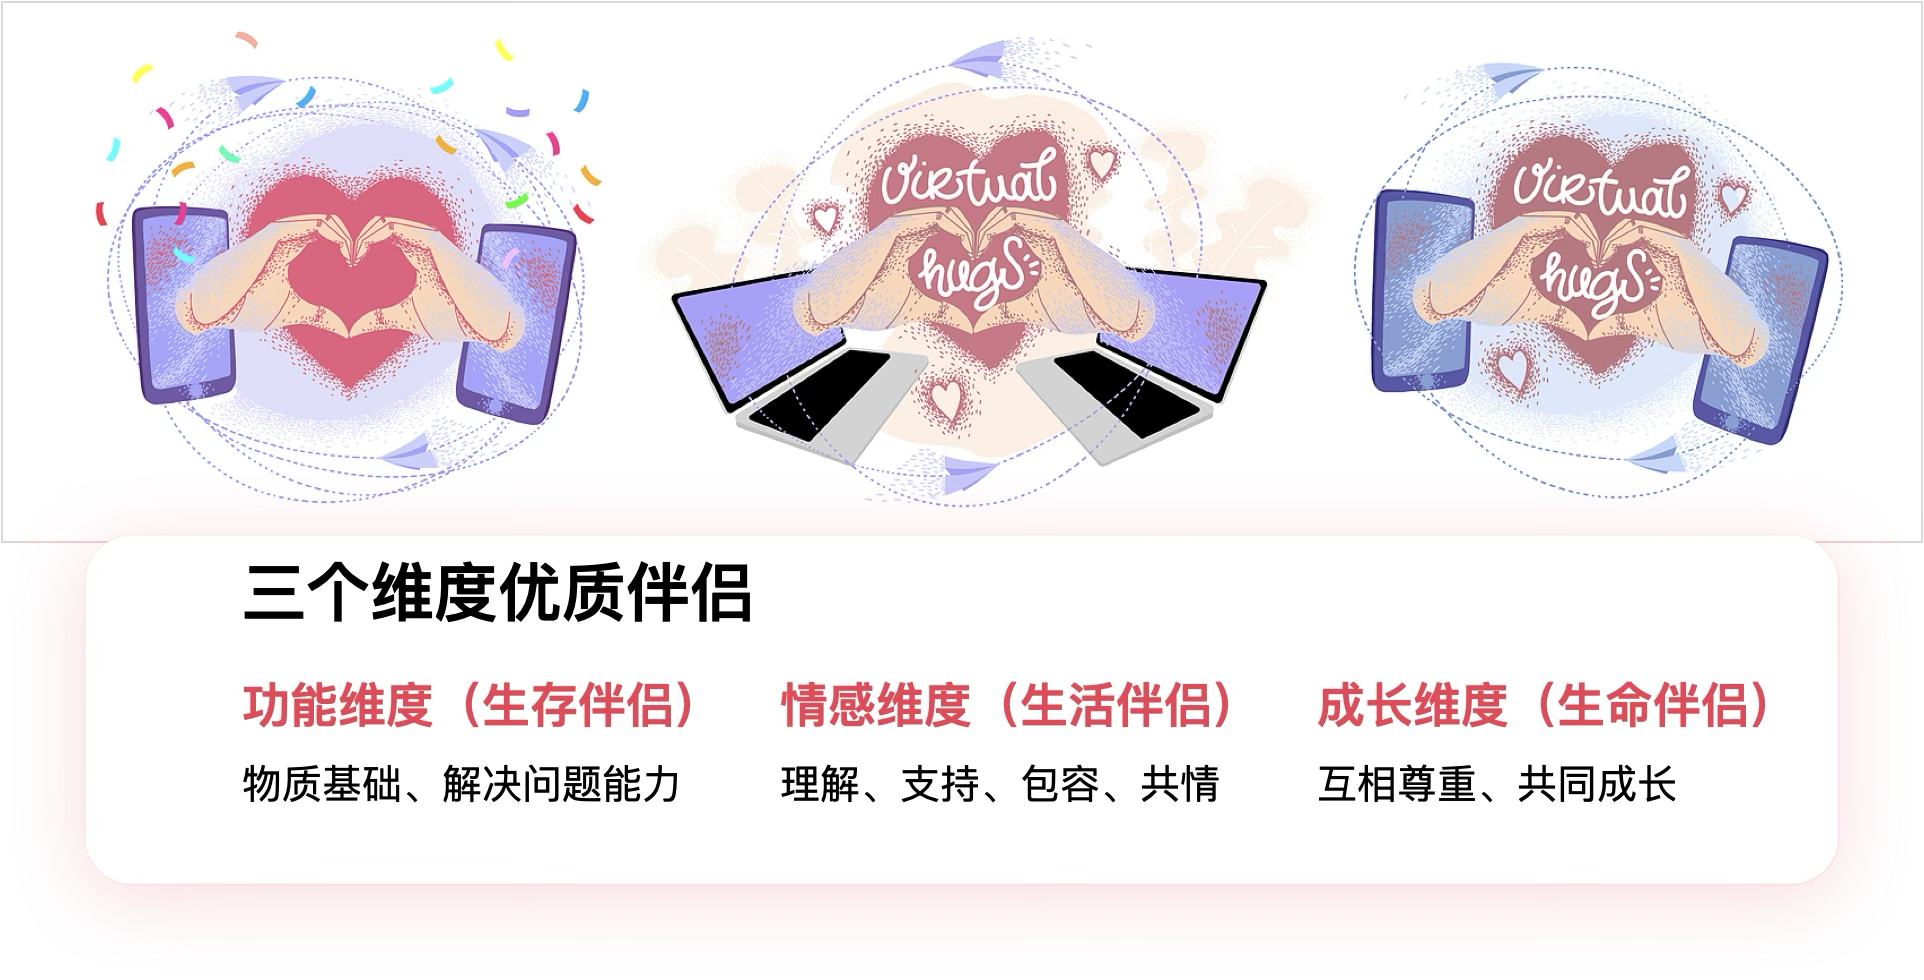 virtual
hugs
virtual
hugs
三个维度优质伴侣
功能维度（生存伴侣）
物质基础、解决问题能力
情感维度（生活伴侣）
理解、支持、包容、共情
成长维度（生命伴侣）
互相尊重、共同成长